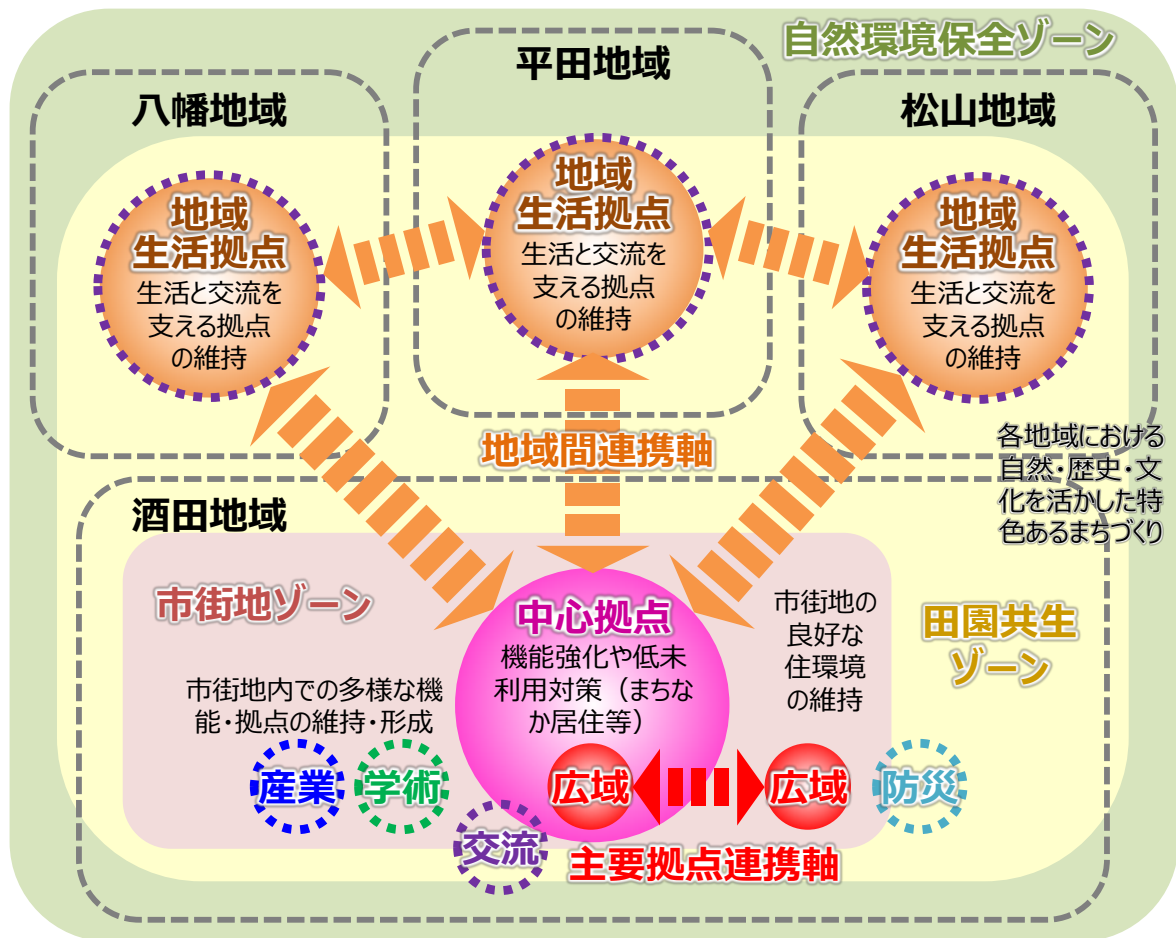 自然環境保全ゾーン
八幡地域
平田地域
松山地域
地域
生活拠点
生活と交流を
支える拠点
の維持
地域
生活拠点
生活と交流を
支える拠点
の維持
地域
生活拠点
生活と交流を
支える拠点
の維持
地域間連携軸
各地域における
自然・歴史・文
化を活かした特
色あるまちづくり
酒田地域
市街地ゾーン
中心拠点
機能強化や低未
利用対策（まちな
か居住等）
市街地の
良好な
住環境
の維持
田園共生
ゾーン
市街地内での多様な機
能・拠点の維持・形成
産業
学術
交流
広域
広域
防災
主要拠点連携軸